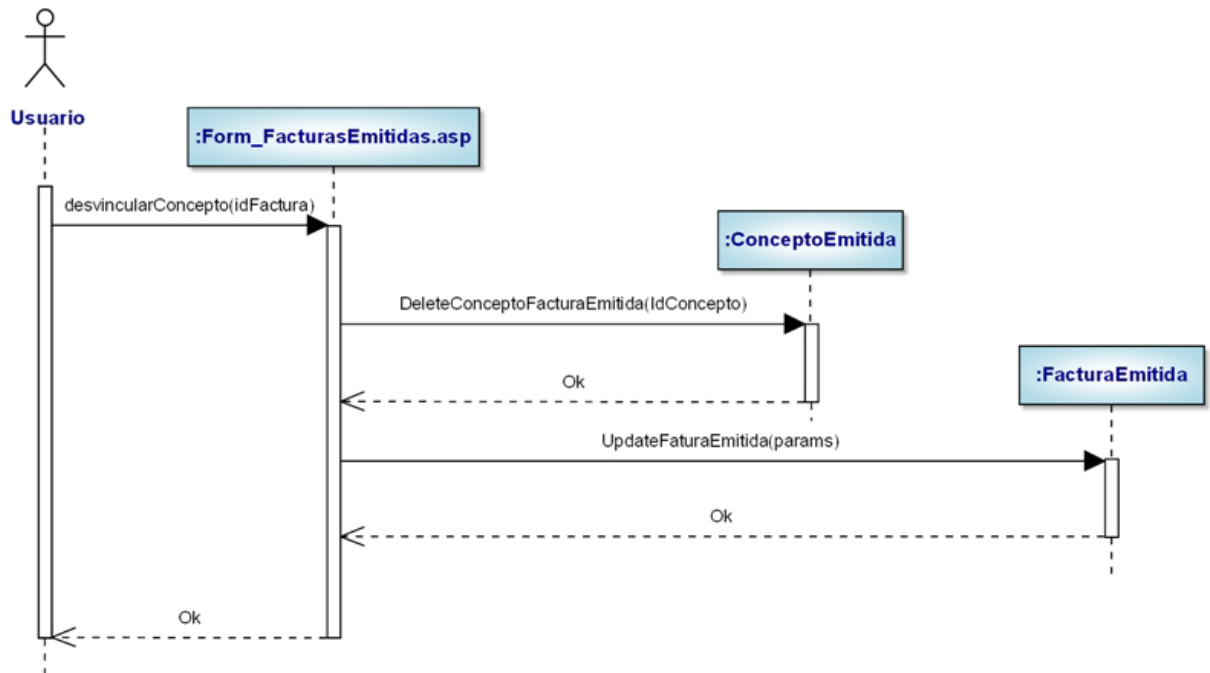 Usuario
:Form_FacturasEmitidas.asp
desvincularConcepto(idFactura)
:ConceptoEmitida
DeleteConceptoFacturaEmitida(IdConcepto)
:FacturaEmitida
Ok
UpdateFaturaEmitida(params)
Ok
Ok